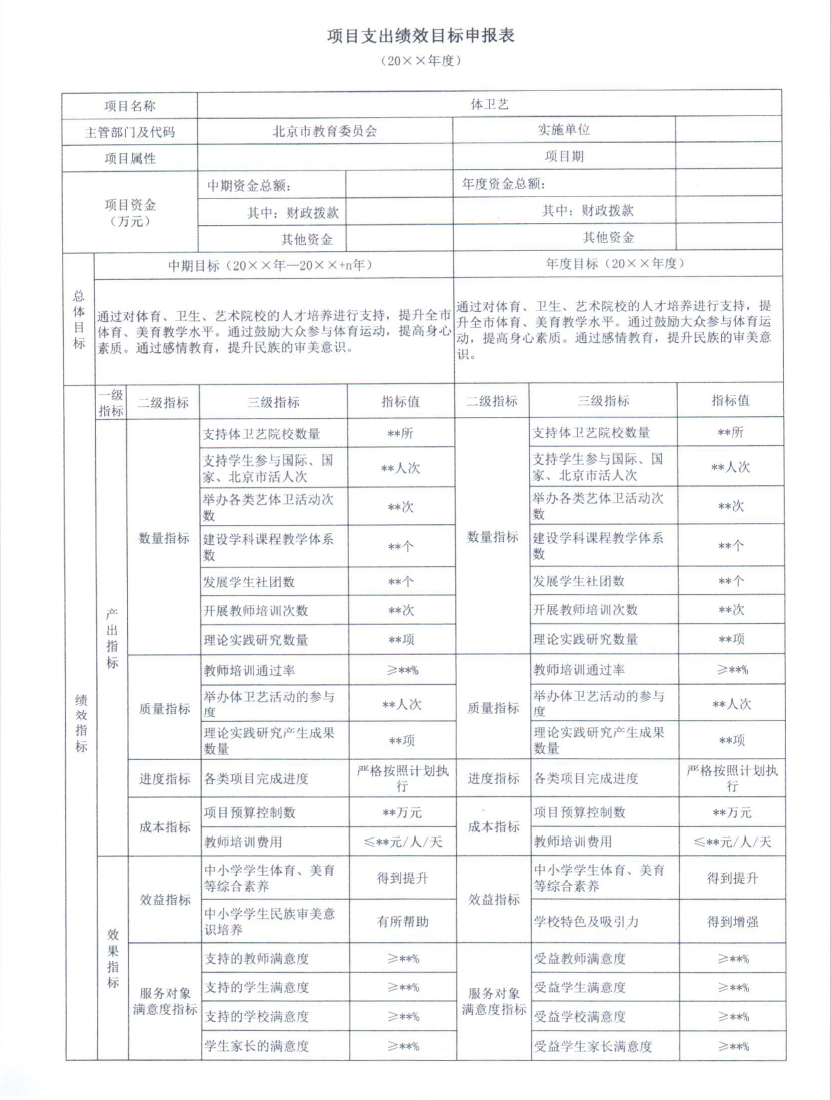 项目支出绩效目标申报表
（20××年度）
项目名称 体卫艺
主管部门及代码 北京市教育委员会 实施单位
项目属性 项目期
项目资金
（万元）
中期资金总额： 年度资金总额：
其中：财政拨款 其中：财政拨款
其他资金 其他资金
总体目标
中期目标（20××年—20××+n年） 年度目标（20××年度）
通过对体育、卫生、艺术院校的人才培养进行支持，提升全市
体育、美育教学水平。通过鼓励大众参与体育运动，提高身心
素质。通过感情教育，提升民族的审美意识。
通过对体育、卫生、艺术院校的人才培养进行支持，提
升全市体育、美育教学水平。通过鼓励大众参与体育运
动，提高身心素质。通过感情教育，提升民族的审美意
识。
绩效指标
一级
指标
二级指标 三级指标 指标值 二级指标 三级指标 指标值
产出指标
数量指标 数量指标
支持体卫艺院校数量 **所 支持体卫艺院校数量 **所
支持学生参与国际、国
家、北京市活人次
**人次
支持学生参与国际、国
家、北京市活人次
**人次
举办各类艺体卫活动次
数
**次
举办各类艺体卫活动次
数
**次
建设学科课程教学体系
数
**个
建设学科课程教学体系
数
**个
发展学生社团数 **个 发展学生社团数 **个
开展教师培训次数 **次 开展教师培训次数 **次
理论实践研究数量 **项 理论实践研究数量 **项
质量指标 质量指标
教师培训通过率 ≥**% 教师培训通过率 ≥**%
举办体卫艺活动的参与
度
**人次
举办体卫艺活动的参与
度
**人次
理论实践研究产生成果
数量
**项
理论实践研究产生成果
数量
**项
进度指标 各类项目完成进度
严格按照计划执
行
进度指标 各类项目完成进度
严格按照计划执
行
成本指标 成本指标
项目预算控制数 **万元 项目预算控制数 **万元
教师培训费用 ≤**元/人/天 教师培训费用 ≤**元/人/天
效果指标
效益指标 效益指标
中小学学生体育、美育
等综合素养
得到提升
中小学学生体育、美育
等综合素养
得到提升
中小学学生民族审美意
识培养
有所帮助
学校特色及吸引力 得到增强
服务对象
满意度指标
服务对象
满意度指标
支持的教师满意度 ≥**% 受益教师满意度 ≥**%
支持的学生满意度 ≥**% 受益学生满意度 ≥**%
支持的学校满意度 ≥**% 受益学校满意度 ≥**%
学生家长的满意度 ≥**% 受益学生家长满意度 ≥**%